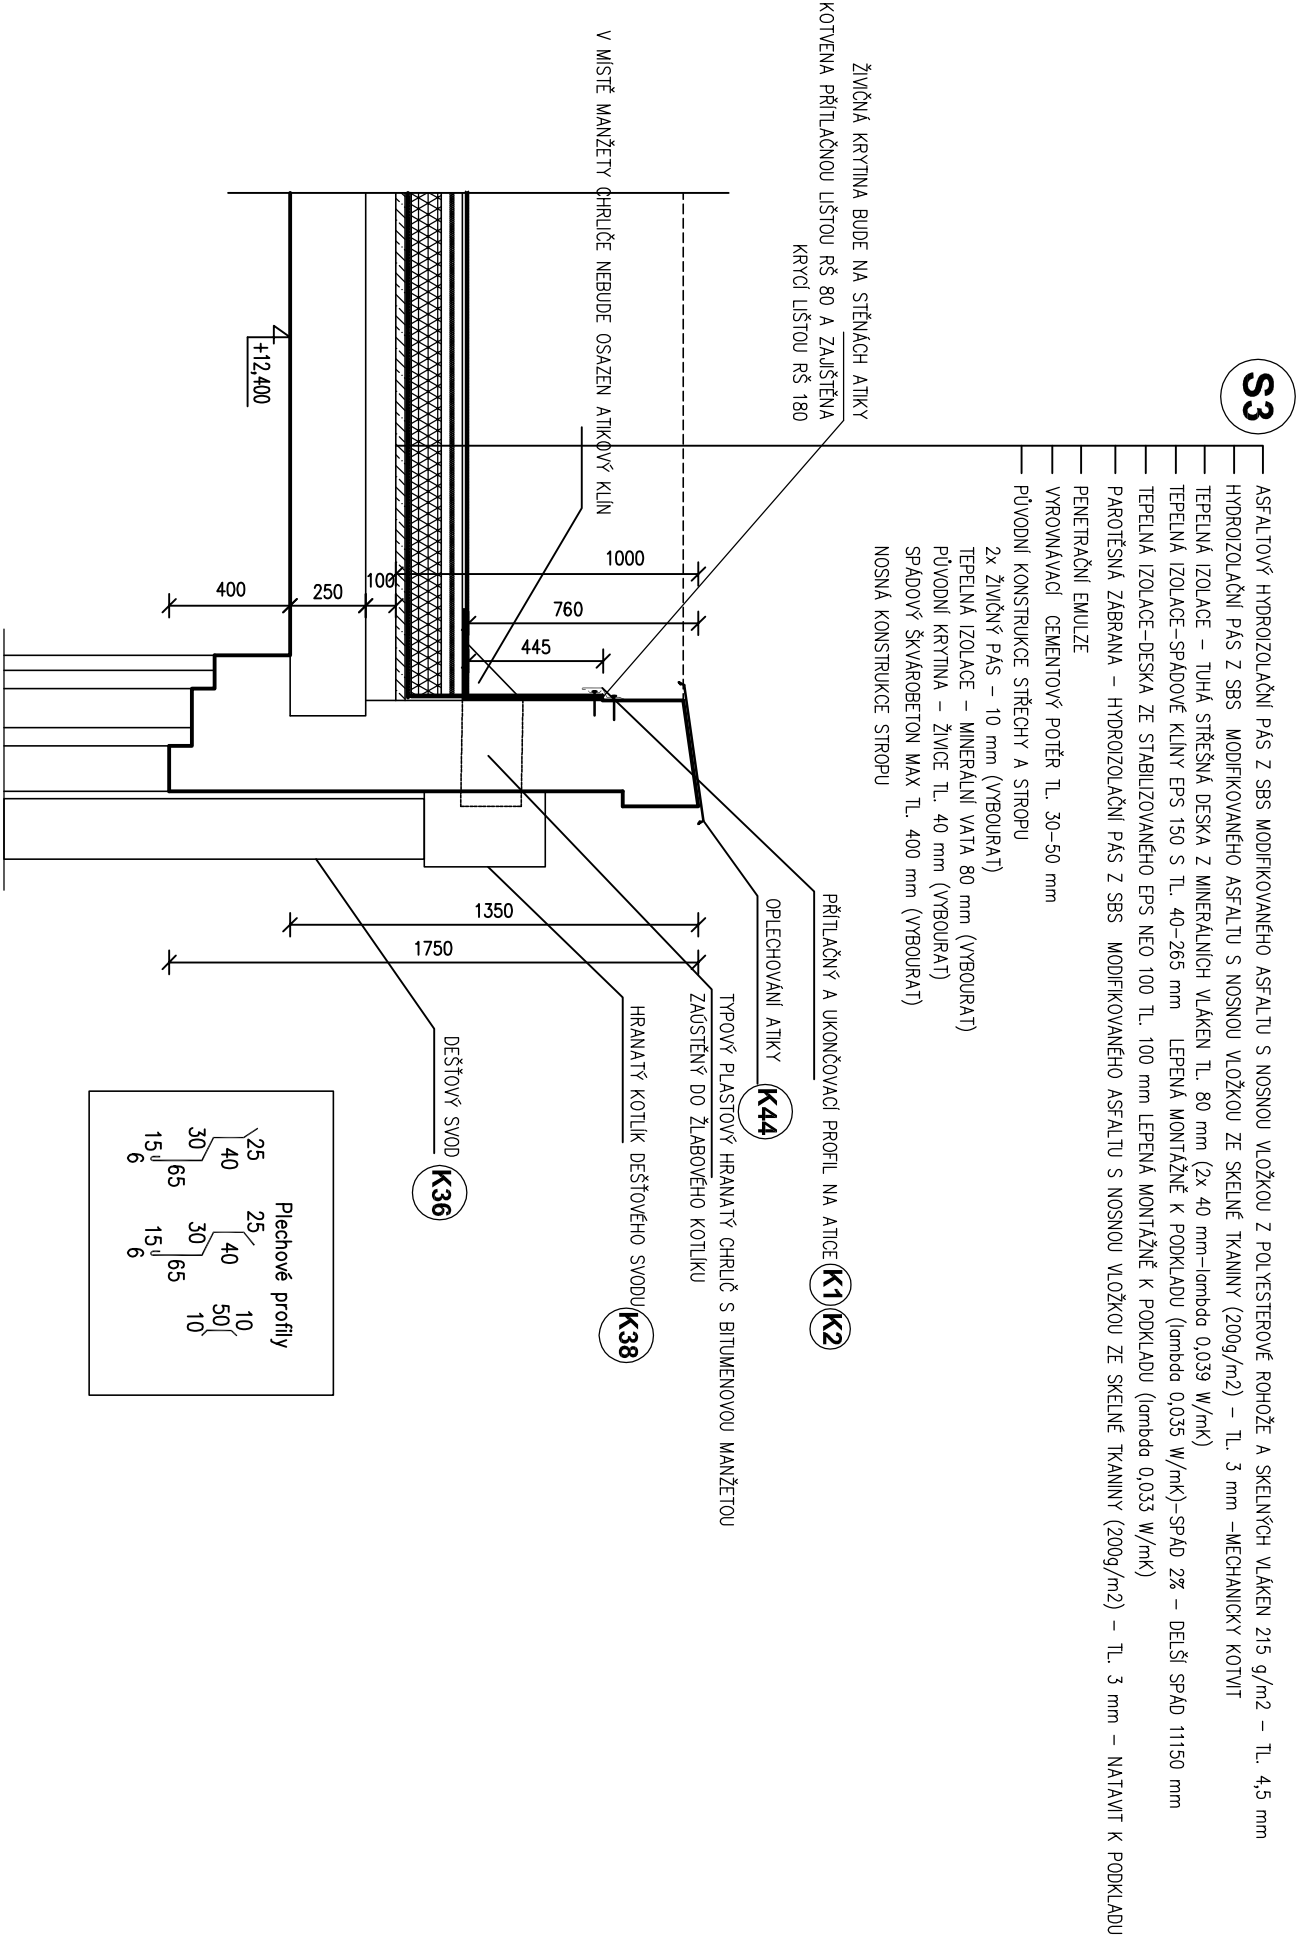 S3
ASFALTOVÝ HYDROIZOLAČNÍ PÁS Z SBS MODIFIKOVANÉHO ASFALTU S NOSNOU VLOŽKOU Z POLYESTEROVÉ ROHOŽE A SKELNÝCH VLÁKEN 215 g/m2 - TL. 4,5 mm
HYDROIZOLAČNÍ PÁS Z SBS MODIFIKOVANÉHO ASFALTU S NOSNOU VLOŽKOU ZE SKELNÉ TKANINY (200g/m2) - TL. 3 mm -MECHANICKY KOTVIT
TEPELNÁ IZOLACE - TUHÁ STŘEŠNÁ DESKA Z MINERÁLNÍCH VLÁKEN TL. 80 mm (2x 40 mm-lambda 0,039 W/mK)
TEPELNÁ IZOLACE-SPÁDOVÉ KLÍNY EPS 150 S TL. 40-265 mm LEPENÁ MONTÁŽNĚ K PODKLADU (lambda 0,035 W/mK)-SPÁD 2% - DELŠÍ SPÁD 11150 mm
TEPELNÁ IZOLACE-DESKA ZE STABILIZOVANÉHO EPS NEO 100 TL. 100 mm LEPENÁ MONTÁŽNĚ K PODKLADU (lambda 0,033 W/mK)
PAROTĚSNÁ ZÁBRANA - HYDROIZOLAČNÍ PÁS Z SBS MODIFIKOVANÉHO ASFALTU S NOSNOU VLOŽKOU ZE SKELNÉ TKANINY (200g/m2) - TL. 3 mm - NATAVIT K PODKLADU
PENETRAČNÍ EMULZE
VYROVNÁVACÍ CEMENTOVÝ POTĚR TL. 30-50 mm
PŮVODNÍ KONSTRUKCE STŘECHY A STROPU
2x ŽIVIČNÝ PÁS - 10 mm (VYBOURAT)
TEPELNÁ IZOLACE - MINERÁLNÍ VATA 80 mm (VYBOURAT)
PŮVODNÍ KRYTINA - ŽIVICE TL. 40 mm (VYBOURAT)
SPÁDOVÝ ŠKVÁROBETON MAX TL. 400 mm (VYBOURAT)
NOSNÁ KONSTRUKCE STROPU
ŽIVIČNÁ KRYTINA BUDE NA STĚNÁCH ATIKY
KOTVENA PŘÍTLAČNOU LIŠTOU RŠ 80 A ZAJIŠTĚNA
KRYCÍ LIŠTOU RŠ 180
V MÍSTĚ MANŽETY CHRLIČE NEBUDE OSAZEN ATIKOVÝ KLÍN
PŘÍTLAČNÝ A UKONČOVACÍ PROFIL NA ATICE
K1
K2
OPLECHOVÁNÍ ATIKY
K44
TYPOVÝ PLASTOVÝ HRANATÝ CHRLIČ S BITUMENOVOU MANŽETOU
ZAÚSTĚNÝ DO ŽLABOVÉHO KOTLÍKU
HRANATÝ KOTLÍK DEŠŤOVÉHO SVODU
K38
DEŠŤOVÝ SVOD
K36
1000
760
445
100
250
400
1350
1750
+12,400
Plechové profily
25
40
30
65
15
6
25
40
30
65
15
6
10
50
10